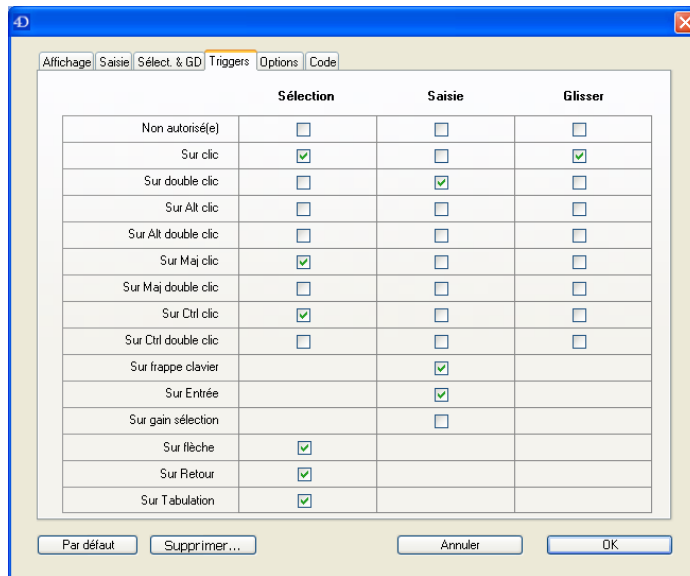 4D
Affichage Saisie Sélect. & GD Triggers Options Code
Sélection Saisie Glisser
Non autorisé(e)
Sur clic
Sur double clic
Sur Alt clic
Sur Alt double clic
Sur Maj clic
Sur Maj double clic
Sur Ctrl clic
Sur Ctrl double clic
Sur frappe clavier
Sur Entrée
Sur gain sélection
Sur flèche
Sur Retour
Sur Tabulation
Par défaut Supprimer... Annuler OK